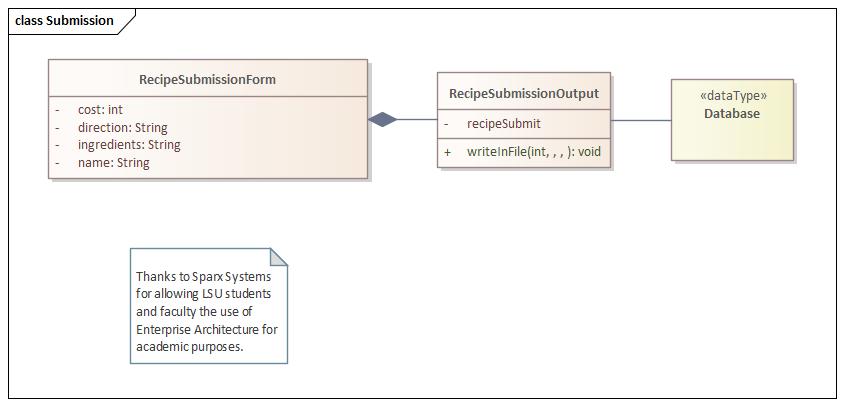 class Submission
RecipeSubmissionForm
- cost: int
- direction: String
- ingredients: String
- name: String
RecipeSubmissionOutput
- recipeSubmit
+ writeInFile(int, , , ): void
«dataType»
Database
Thanks to Sparx Systems
for allowing LSU students
and faculty the use of
Enterprise Architecture for
academic purposes.